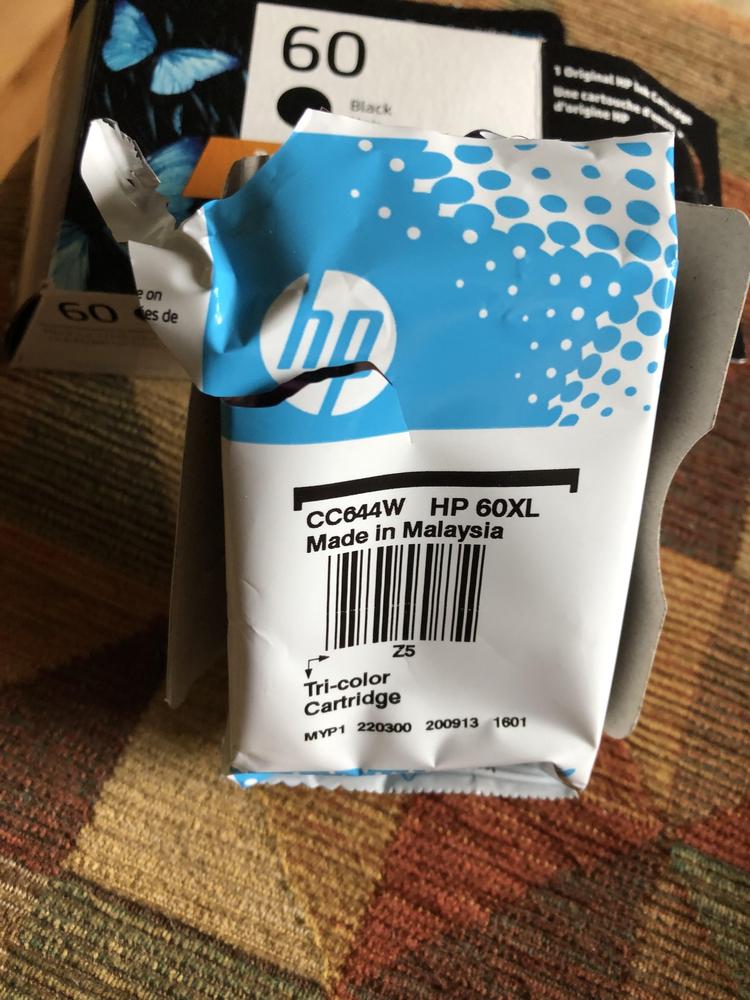 60
Black
1 Original HP Ink Cartridge
Une cartouche d'encre
d'origine HP
60
e on
es de
hp
CC644W HP 60XL
Made in Malaysia
Z5
Tri-color
Cartridge
MYP1 220300 200913 1601